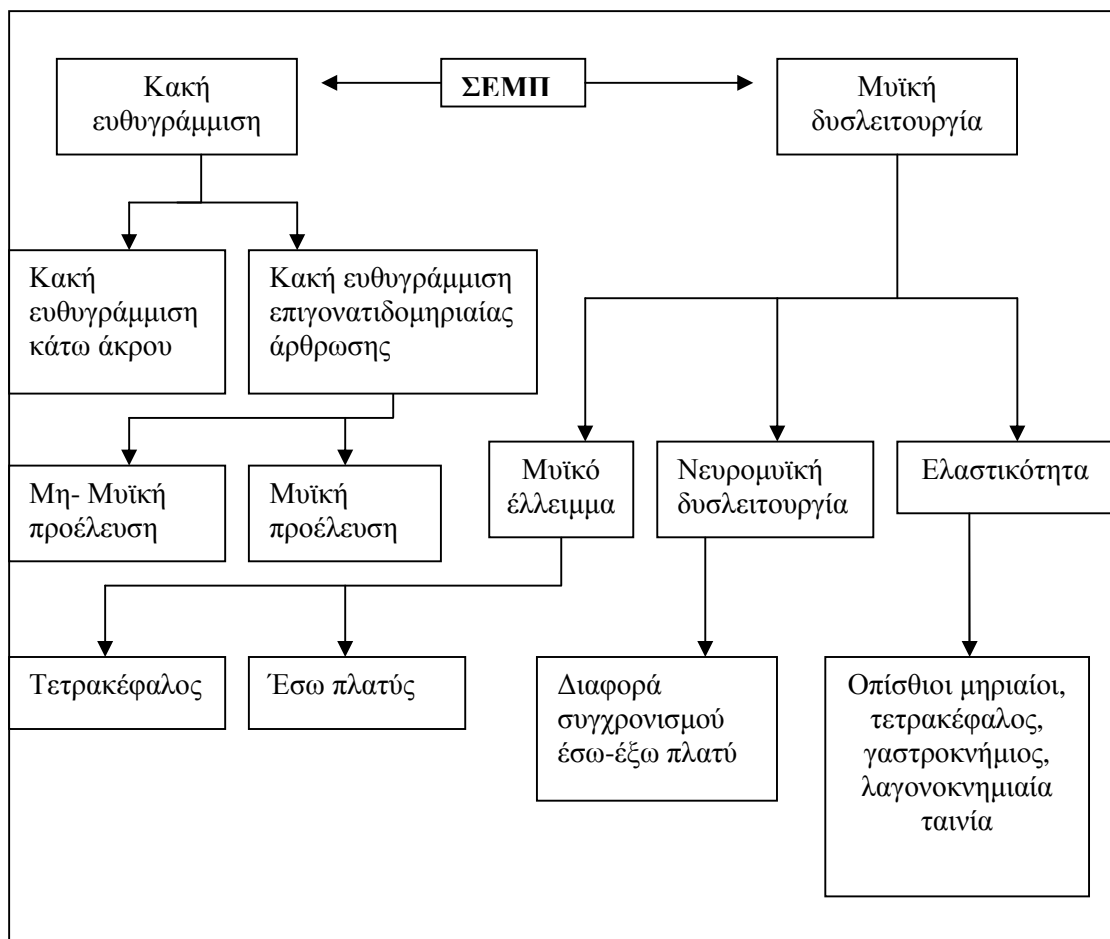 Κακή
ευθυγράμμιση
ΣΕΜΠ
Μυϊκή
δυσλειτουργία
Κακή
ευθυγράμμιση
κάτω άκρου
Κακή ευθυγράμμιση
επιγονατιδομηριαίας
άρθρωσης
Μη- Μυϊκή
προέλευση
Μυϊκή
προέλευση
Μυϊκό
έλλειμμα
Νευρομυϊκή
δυσλειτουργία
Ελαστικότητα
Τετρακέφαλος
Έσω πλατύς
Διαφορά
συγχρονισμού
έσω-έξω πλατύ
Οπίσθιοι μηριαίοι,
τετρακέφαλος,
γαστροκνήμιος,
λαγονοκνημιαία
ταινία